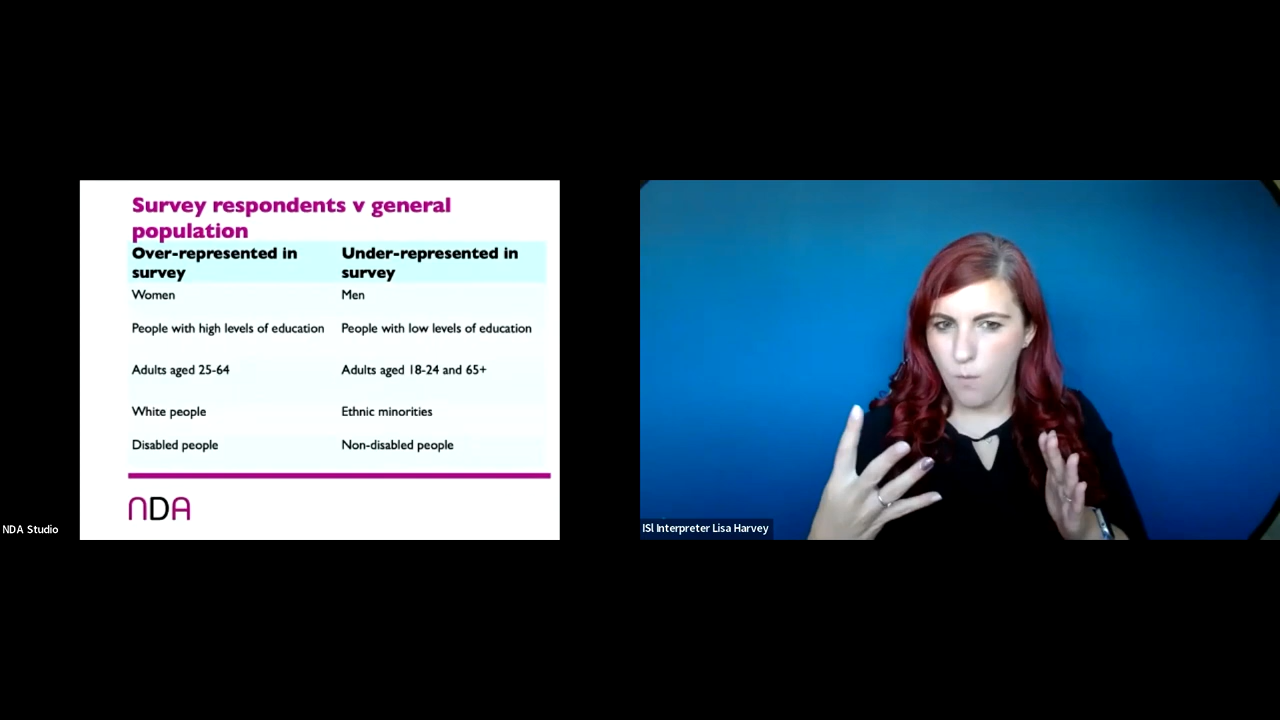 Survey respondents v general
population
Over-represented in survey
Under-represented in survey
Women
Men
People with high levels of education
People with low levels of education
Adults aged 25-64
Adults aged 18-24 and 65+
White people
Ethnic minorities
Disabled people
Non-disabled people
NDA
NDA Studio
ISl Interpreter Lisa Harvey